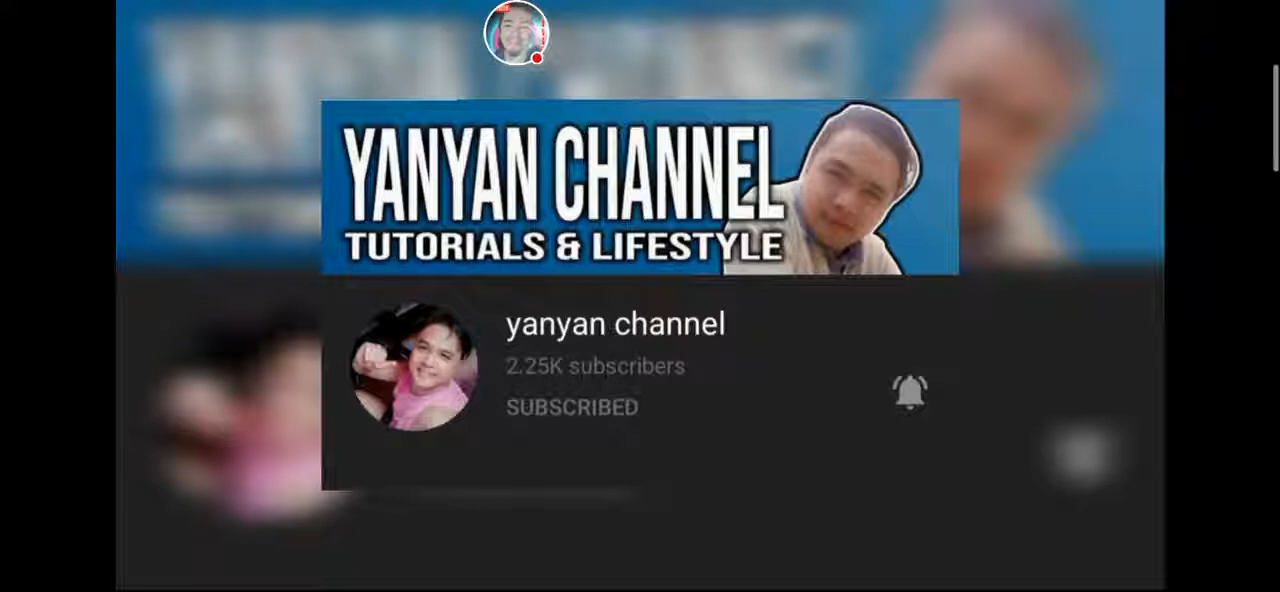 YANYAN CHANNEL
TUTORIALS & LIFESTYLE
yanyan channel
2.25K subscribers
SUBSCRIBED